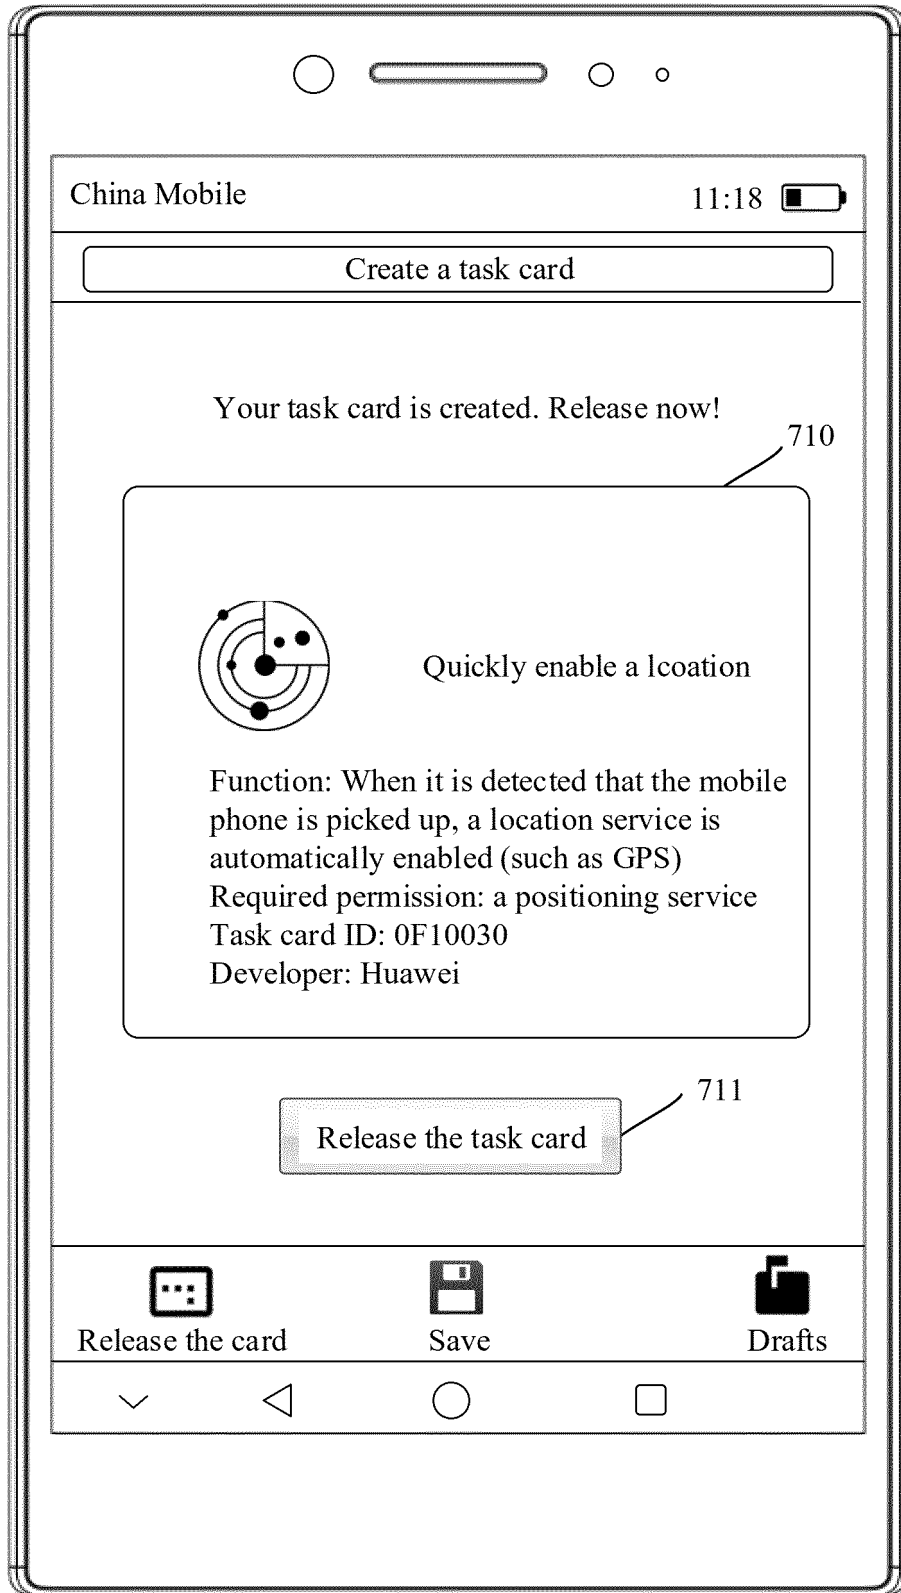 China Mobile
11:18
Create a task card
Your task card is created. Release now!
710
Quickly enable a lcoation
Function: When it is detected that the mobile
phone is picked up, a location service is
automatically enabled (such as GPS)
Required permission: a positioning service
Task card ID: 0F10030
Developer: Huawei
711
Release the task card
Release the card
Save
Drafts